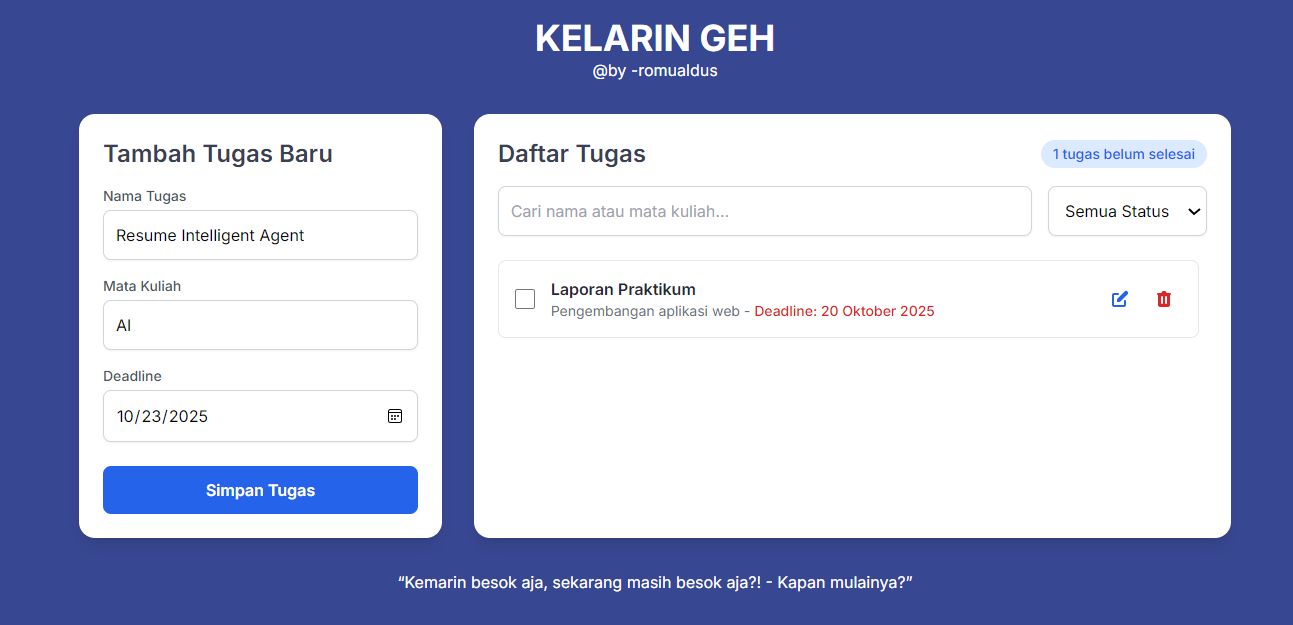 KELARIN GEH
@by -romualdus
Tambah Tugas Baru
Nama Tugas
Resume Intelligent Agent
Mata Kuliah
AI
Deadline
10/23/2025
Simpan Tugas
Daftar Tugas
1 tugas belum selesai
Cari nama atau mata kuliah...
Semua Status
Laporan Praktikum
Pengembangan aplikasi web - Deadline: 20 Oktober 2025
“Kemarin besok aja, sekarang masih besok aja?! - Kapan mulainya?”